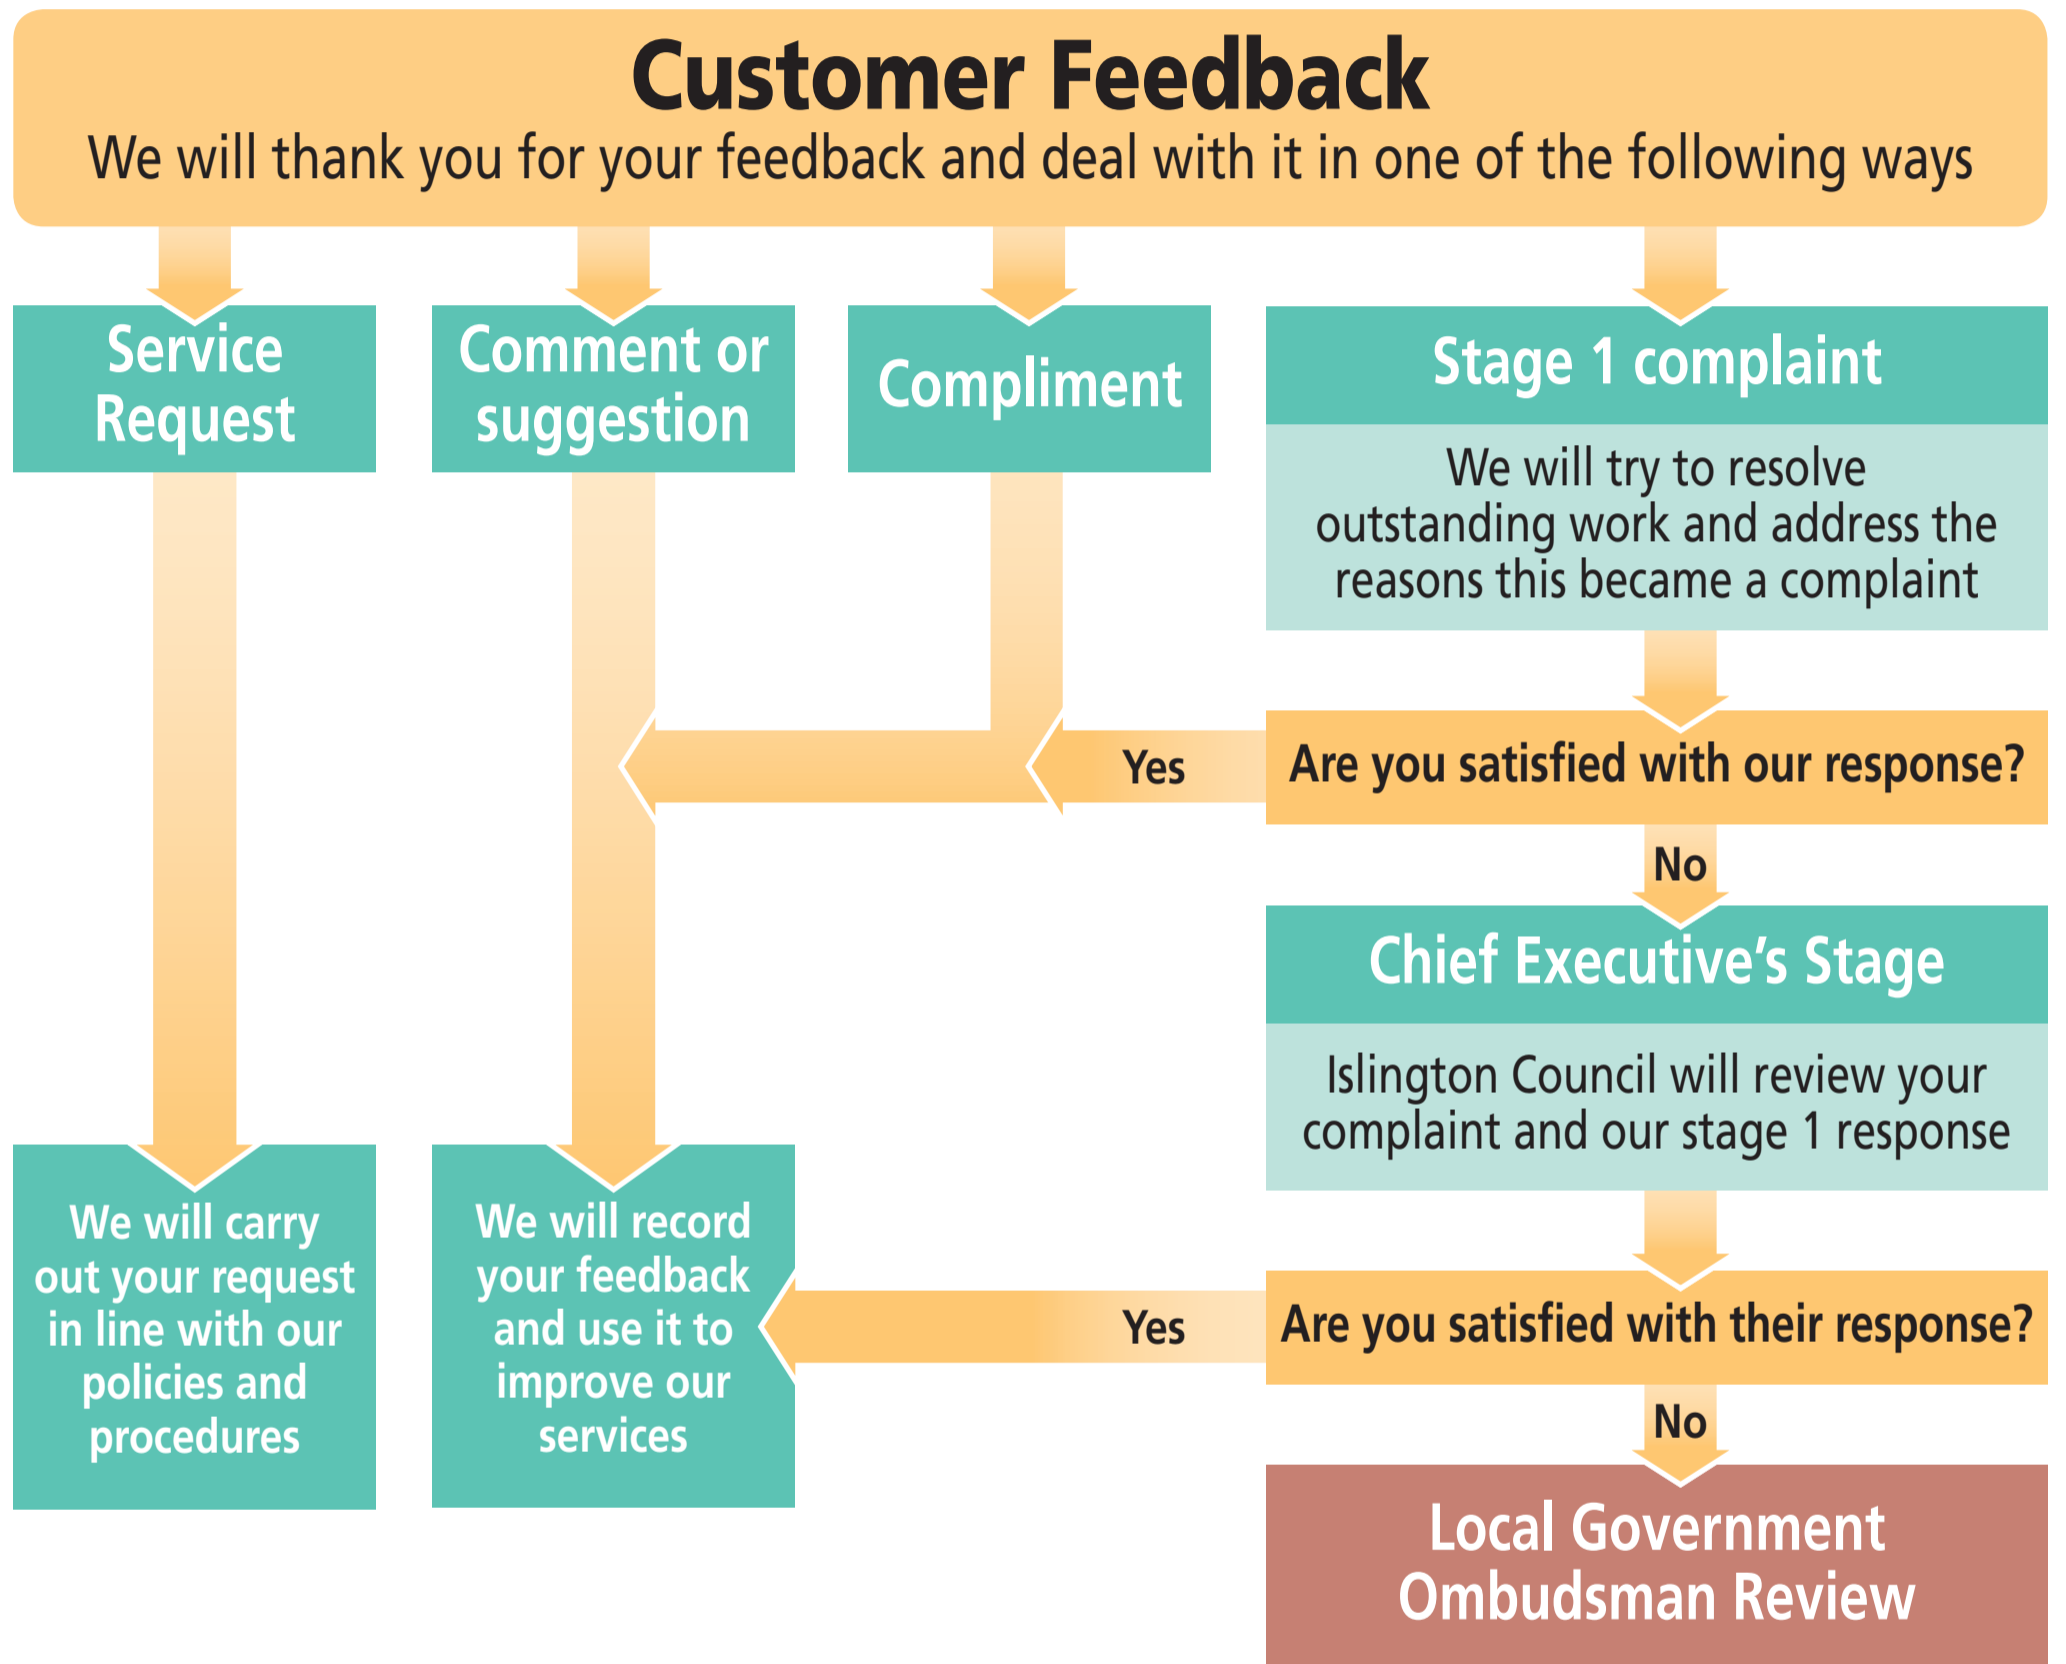 Customer Feedback
We will thank you for your feedback and deal with it in one of the following ways
Service
Request
Comment or
suggestion
Compliment
Stage 1 complaint
We will try to resolve
outstanding work and address the
reasons this became a complaint
Yes
Are you satisfied with our response?
No
Chief Executive’s Stage
Islington Council will review your
complaint and our stage 1 response
We will carry
out your request
in line with our
policies and
procedures
We will record
your feedback
and use it to
improve our
services
Yes
Are you satisfied with their response?
No
Local Government
Ombudsman Review